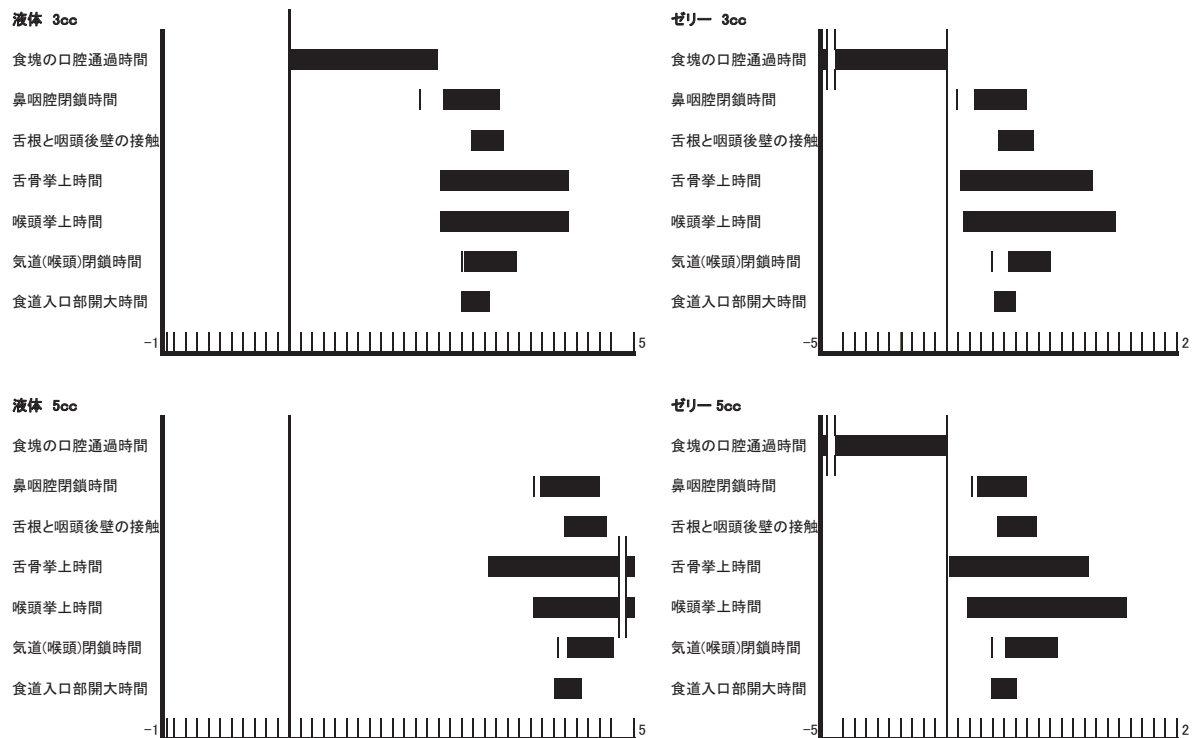 液体 3cc
食塊の口腔通過時間
鼻咽腔閉鎖時間
舌根と咽頭後壁の接触
舌骨挙上時間
喉頭挙上時間
気道(喉頭)閉鎖時間
食道入口部開大時間
-1 5
ゼリー 3cc
食塊の口腔通過時間
鼻咽腔閉鎖時間
舌根と咽頭後壁の接触
舌骨挙上時間
喉頭挙上時間
気道(喉頭)閉鎖時間
食道入口部開大時間
-5 2
液体 5cc
食塊の口腔通過時間
鼻咽腔閉鎖時間
舌根と咽頭後壁の接触
舌骨挙上時間
喉頭挙上時間
気道(喉頭)閉鎖時間
食道入口部開大時間
-1 5
ゼリー 5cc
食塊の口腔通過時間
鼻咽腔閉鎖時間
舌根と咽頭後壁の接触
舌骨挙上時間
喉頭挙上時間
気道(喉頭)閉鎖時間
食道入口部開大時間
-5 2